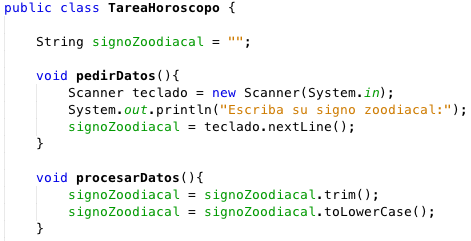 public class TareaHoroscopo {
String signoZoodiacal = "";
void pedirDatos(){
Scanner teclado = new Scanner(System.in);
System.out.println("Escriba su signo zoodiacal:");
signoZoodiacal = teclado.nextLine();
}
void procesarDatos(){
signoZoodiacal = signoZoodiacal.trim();
signoZoodiacal = signoZoodiacal.toLowerCase();
}